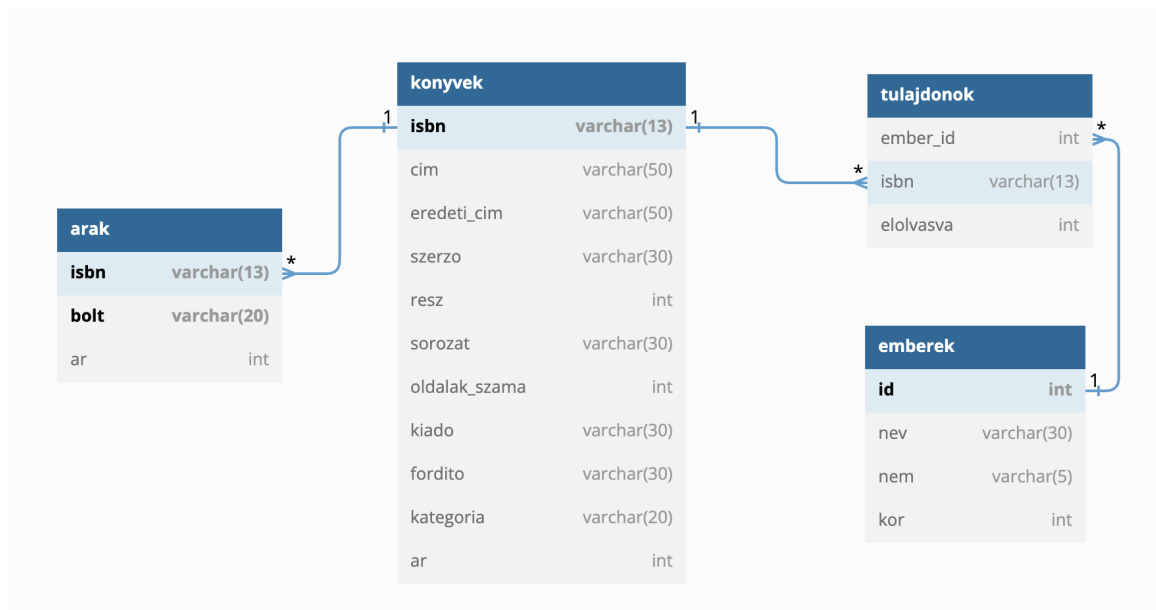 arak
isbn varchar(13)
bolt varchar(20)
ar int
*
1
konyvek
isbn varchar(13)
cim varchar(50)
eredeti_cim varchar(50)
szerzo varchar(30)
resz int
sorozat varchar(30)
oldalak_szama int
kiado varchar(30)
fordito varchar(30)
kategoria varchar(20)
ar int
1
*
tulajdonok
ember_id int
isbn varchar(13)
elolvasva int
*
emberek
id int
nev varchar(30)
nem varchar(5)
kor int
1